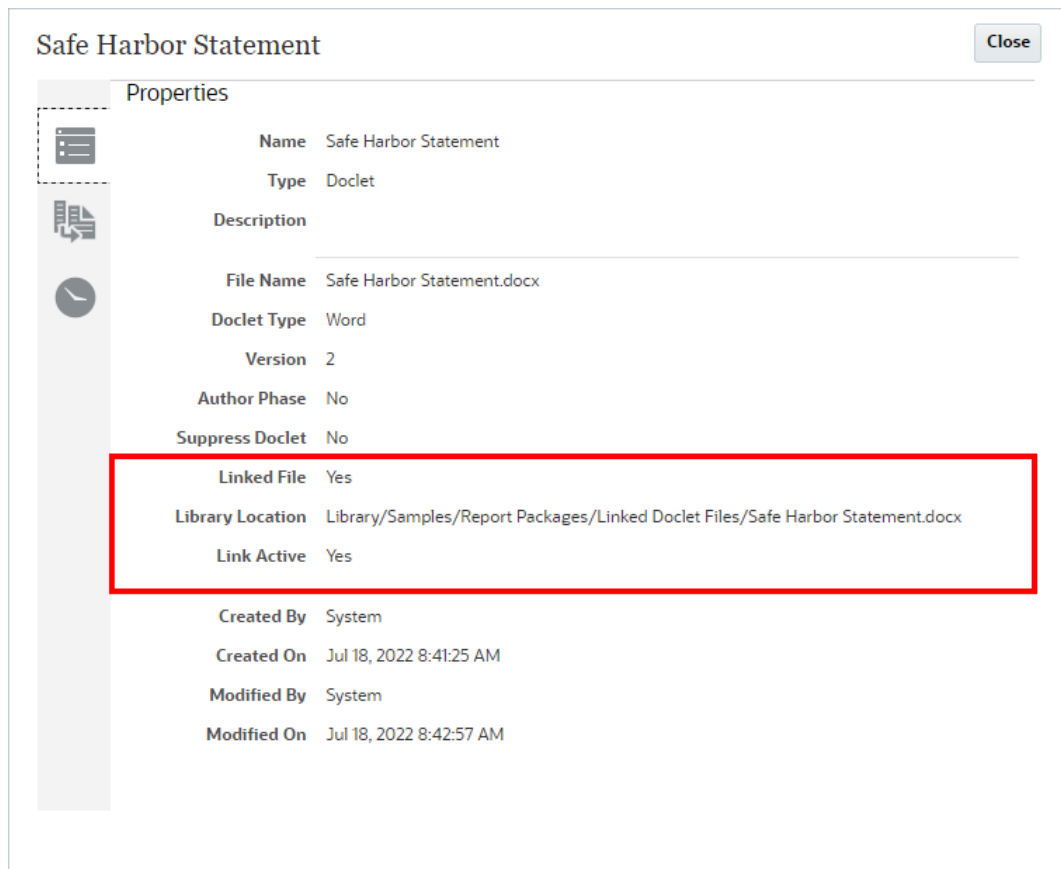 Safe Harbor Statement
Close
Properties
Name Safe Harbor Statement
Type Doclet
Description
File Name Safe Harbor Statement.docx
Doclet Type Word
Version 2
Author Phase No
Suppress Doclet No
Linked File Yes
Library Location Library/Samples/Report Packages/Linked Doclet Files/Safe Harbor Statement.docx
Link Active Yes
Created By System
Created On Jul 18, 2022 8:41:25 AM
Modified By System
Modified On Jul 18, 2022 8:42:57 AM